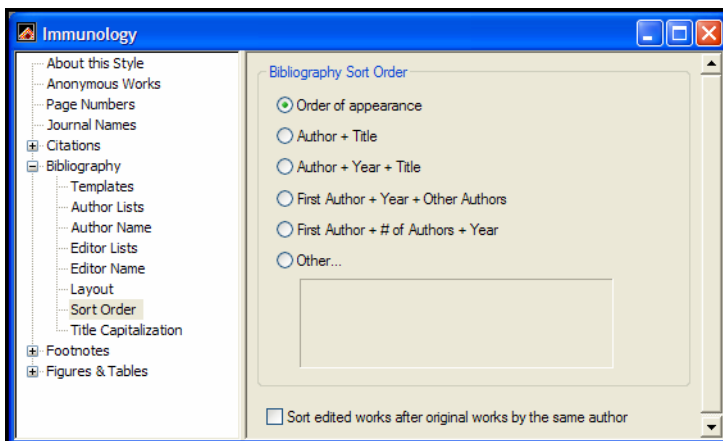 Immunology
About this Style
Anonymous Works
Page Numbers
Journal Names
Citations
Bibliography
Templates
Author Lists
Author Name
Editor Lists
Editor Name
Layout
Sort Order
Title Capitalization
Footnotes
Figures & Tables
Bibliography Sort Order
Order of appearance
Author + Title
Author + Year + Title
First Author + Year + Other Authors
First Author + # of Authors + Year
Other...
Sort edited works after original works by the same author